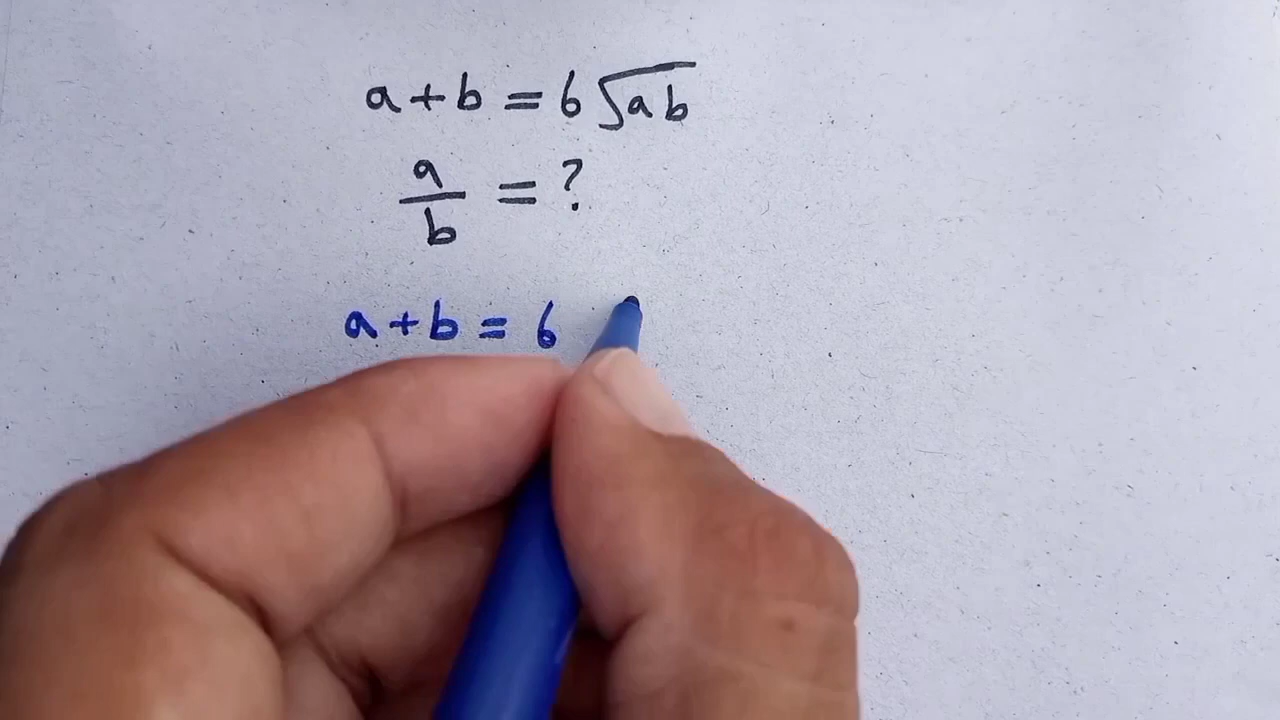 a + b = 6 √ab
a/b = ?
a + b = 6